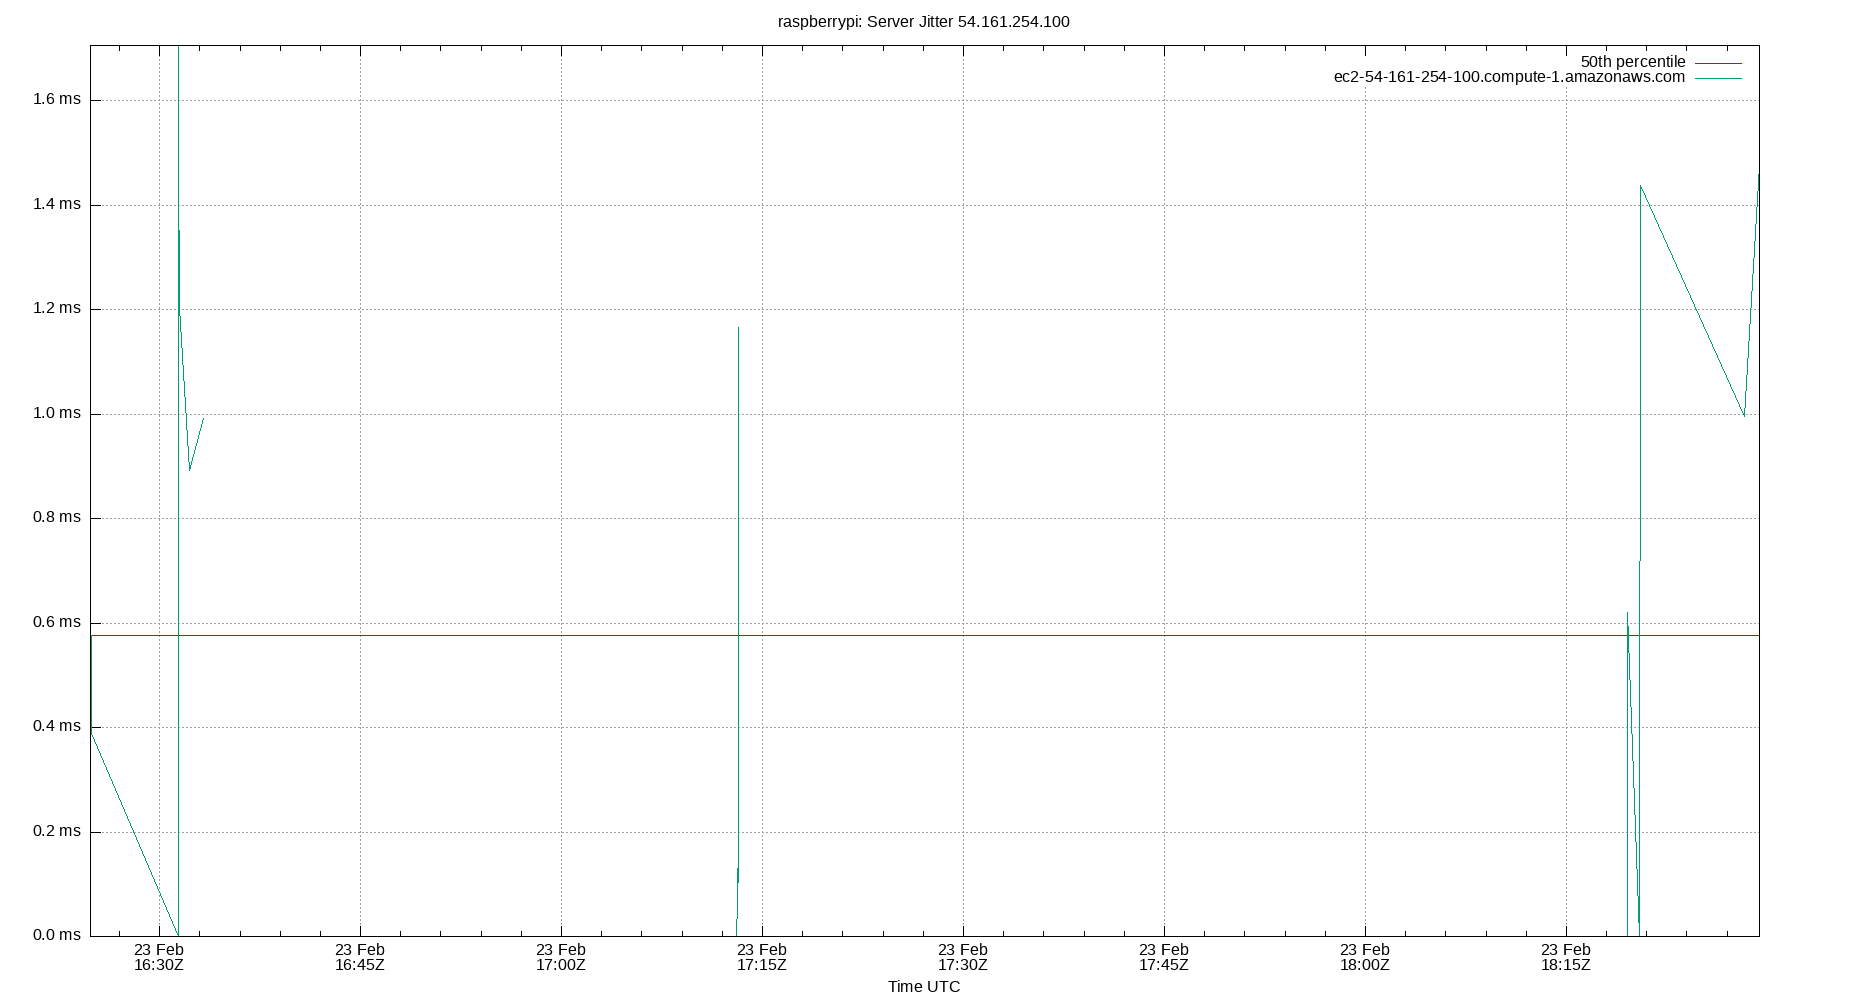 raspberrypi: Server Jitter 54.161.254.100
50th percentile
ec2-54-161-254-100.compute-1.amazonaws.com
1.6 ms
1.4 ms
1.2 ms
1.0 ms
0.8 ms
0.6 ms
0.4 ms
0.2 ms
0.0 ms
23 Feb 23 Feb 23 Feb 23 Feb 23 Feb 23 Feb 23 Feb 23 Feb
16:30Z 16:45Z 17:00Z 17:15Z 17:30Z 17:45Z 18:00Z 18:15Z
Time UTC